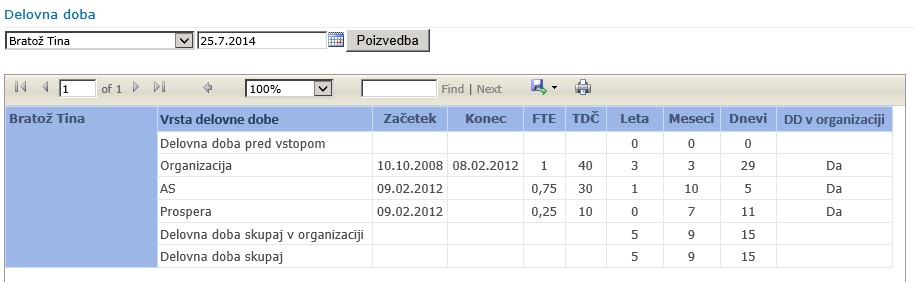 Delovna doba
Bratož Tina 25.7.2014 Poizvedba
1 of 1 100% Find | Next
Bratož Tina Vrsta delovne dobe Začetek Konec FTE TDČ Leta Meseci Dnevi DD v organizaciji
Delovna doba pred vstopom 0 0 0
Organizacija 10.10.2008 08.02.2012 1 40 3 3 29 Da
AS 09.02.2012 0,75 30 1 10 5 Da
Prospera 09.02.2012 0,25 10 0 7 11 Da
Delovna doba skupaj v organizaciji 5 9 15
Delovna doba skupaj 5 9 15